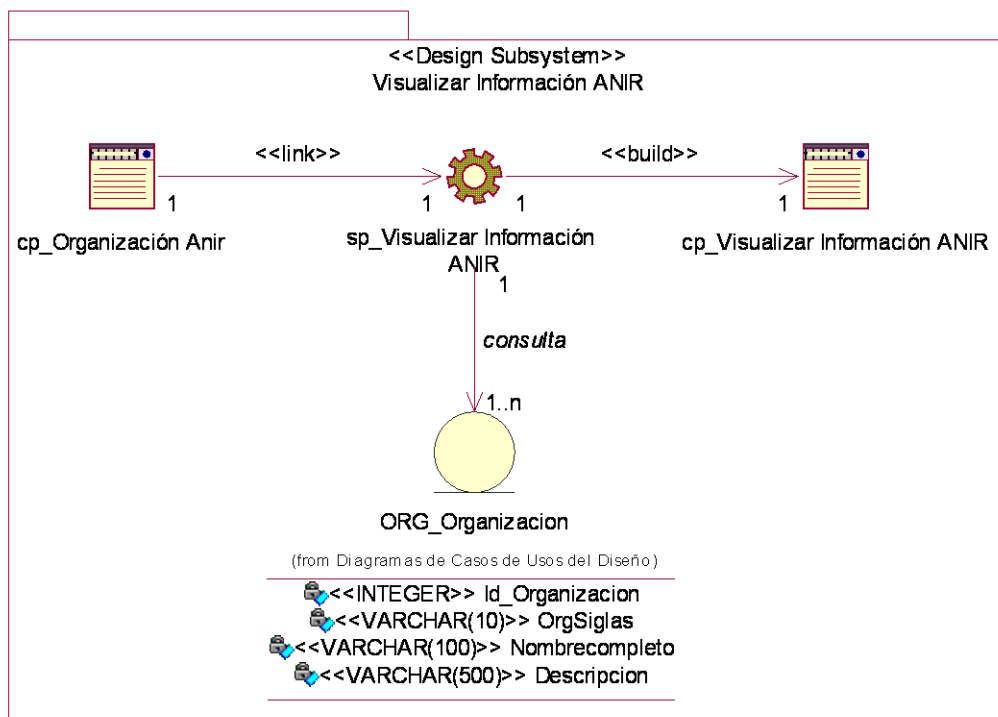 <<Design Subsystem>>
Visualizar Información ANIR
<<link>>
<<build>>
1
1
1
1
cp_Organización Anir
sp_Visualizar Información
ANIR
cp_Visualizar Información ANIR
1
consulta
1..n
ORG_Organizacion
(from Diagramas de Casos de Usos del Diseño)
<<INTEGER>> Id_Organizacion
<<VARCHAR(10)>> OrgSiglas
<<VARCHAR(100)>> Nombrecompleto
<<VARCHAR(500)>> Descripcion